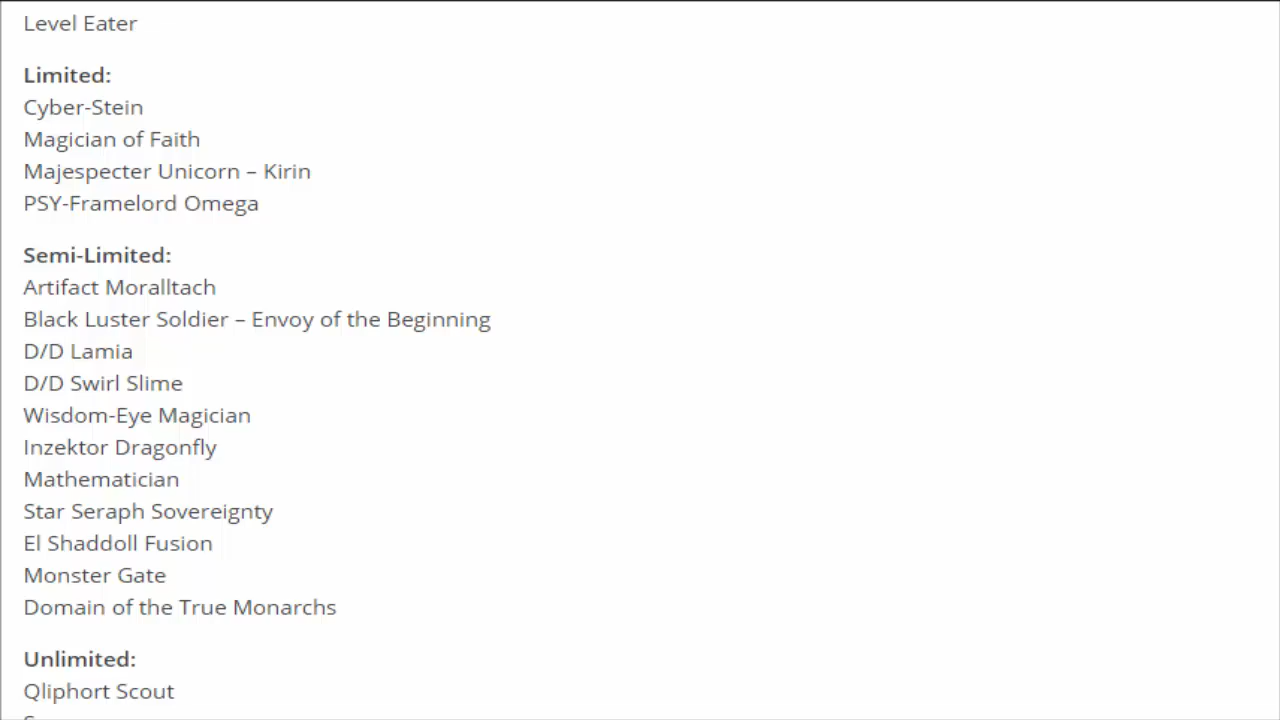 Level Eater
Limited:
Cyber-Stein
Magician of Faith
Majespecter Unicorn – Kirin
PSY-Framelord Omega
Semi-Limited:
Artifact Moralltach
Black Luster Soldier – Envoy of the Beginning
D/D Lamia
D/D Swirl Slime
Wisdom-Eye Magician
Inzektor Dragonfly
Mathematician
Star Seraph Sovereignty
El Shaddoll Fusion
Monster Gate
Domain of the True Monarchs
Unlimited:
Qliphort Scout